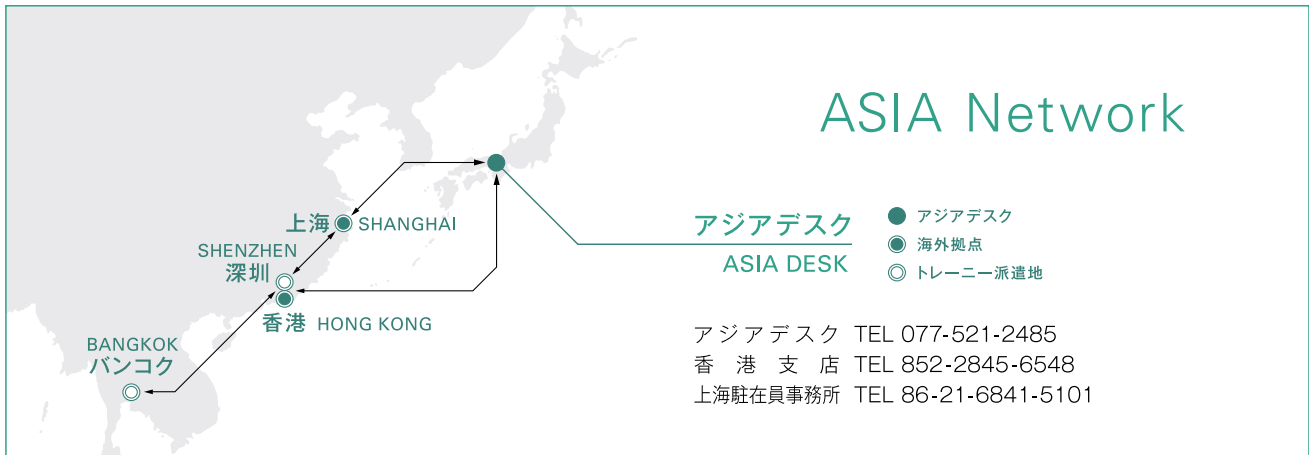 ASIA Network
上海 SHANGHAI
SHENZHEN
深圳
香港 HONG KONG
BANGKOK
バンコク
アジアデスク
ASIA DESK
アジアデスク
海外拠点
トレーニー派遣地
アジアデスク TEL 077-521-2485
香港支店 TEL 852-2845-6548
上海駐在員事務所 TEL 86-21-6841-5101